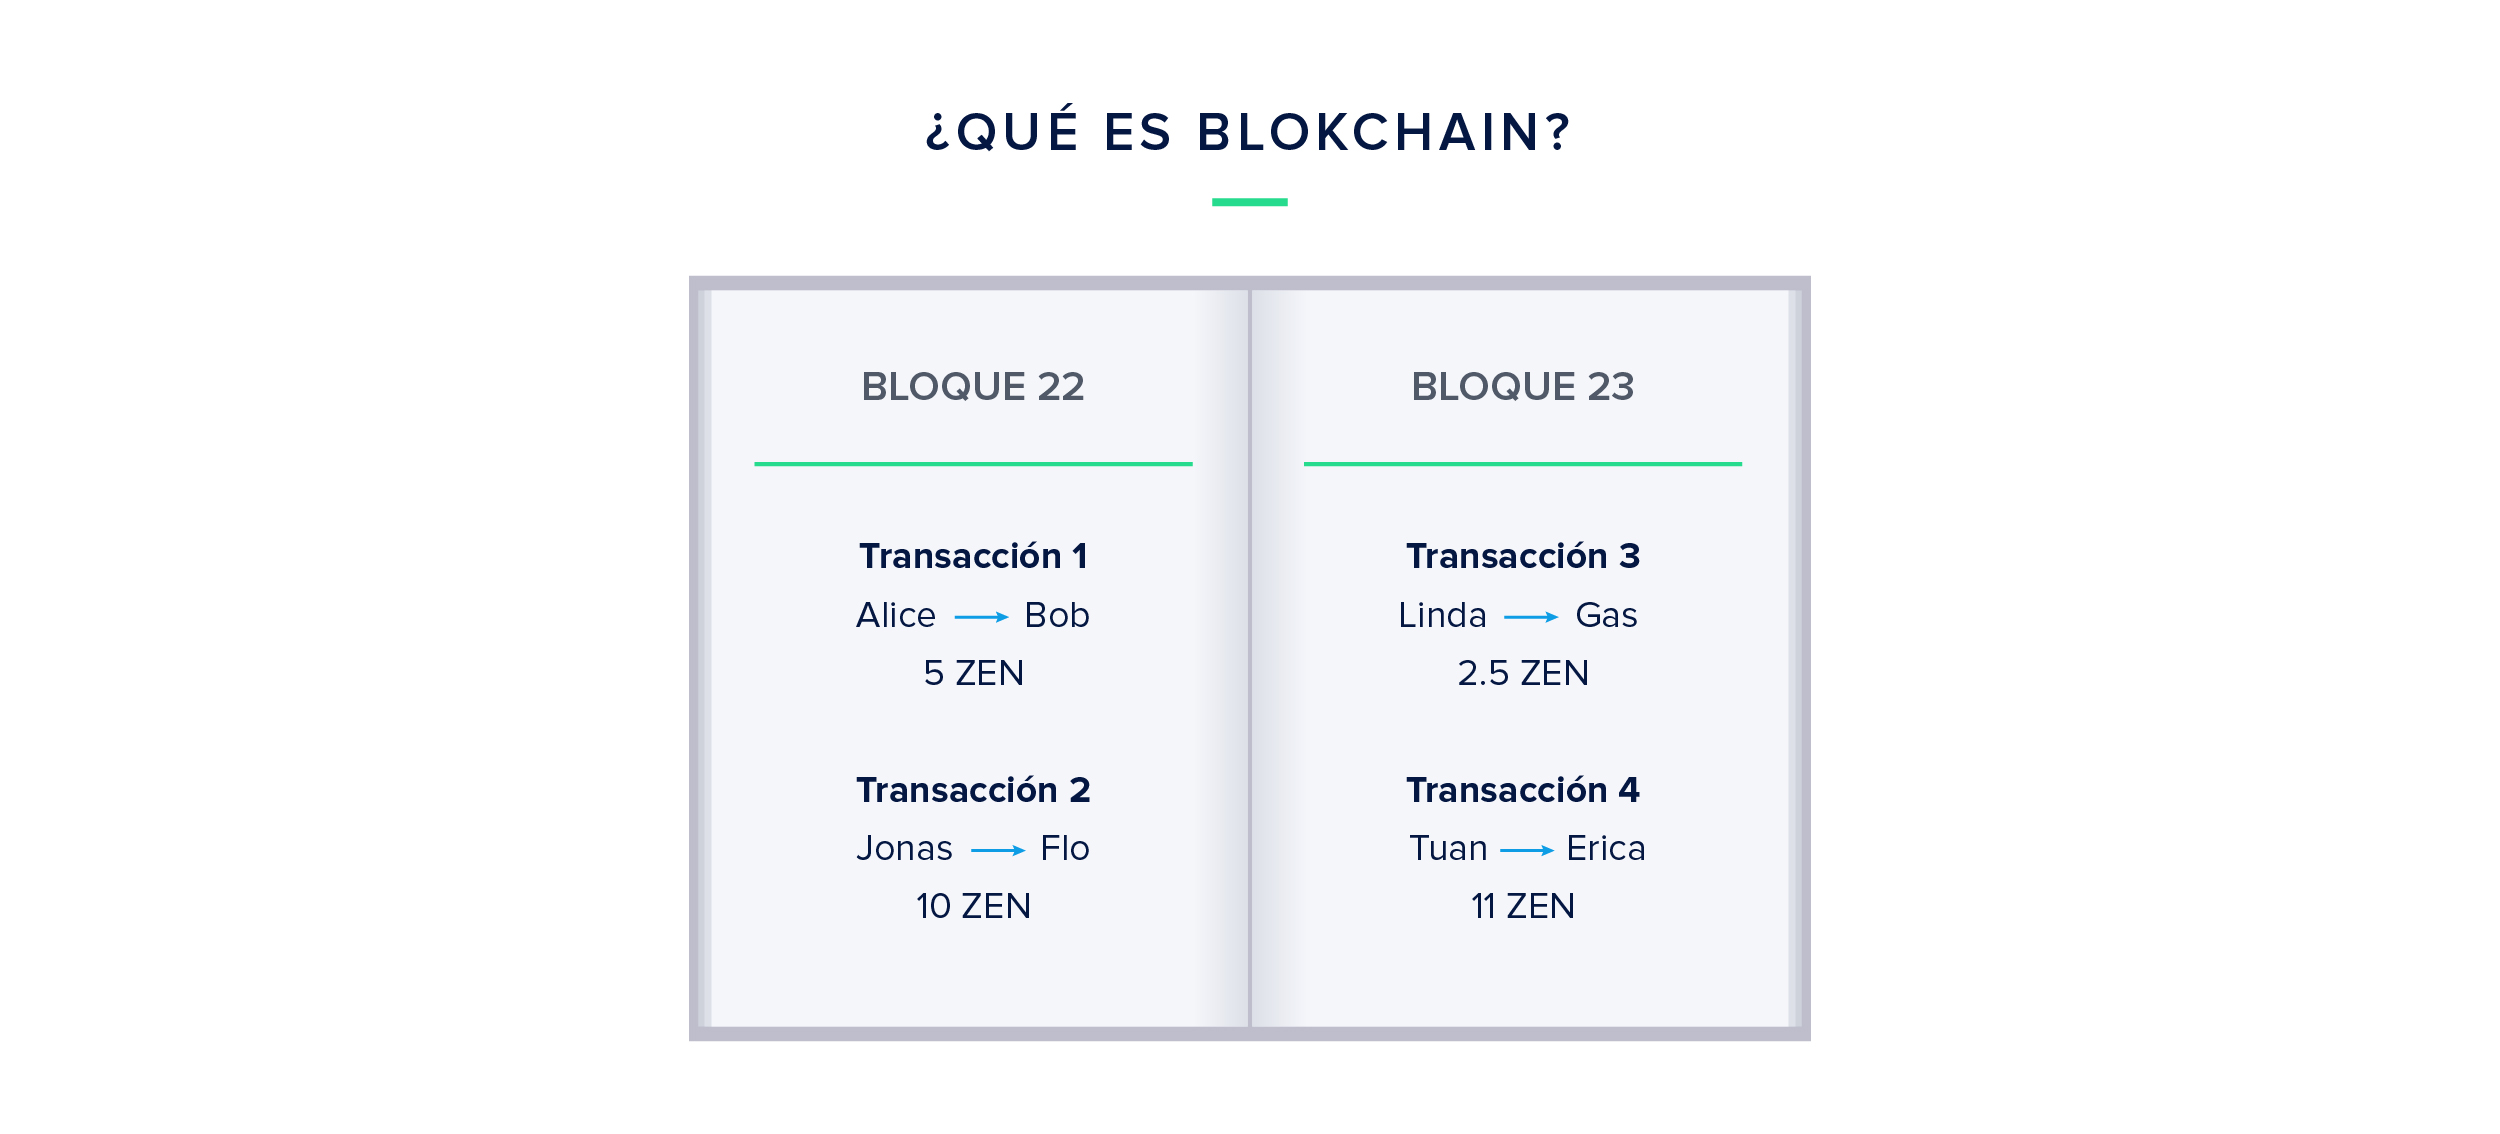 ¿QUÉ ES BLOKCHAIN?
BLOQUE 22
Transacción 1
Alice → Bob
5 ZEN
Transacción 2
Jonas → Flo
10 ZEN
BLOQUE 23
Transacción 3
Linda → Gas
2.5 ZEN
Transacción 4
Tuan → Erica
11 ZEN